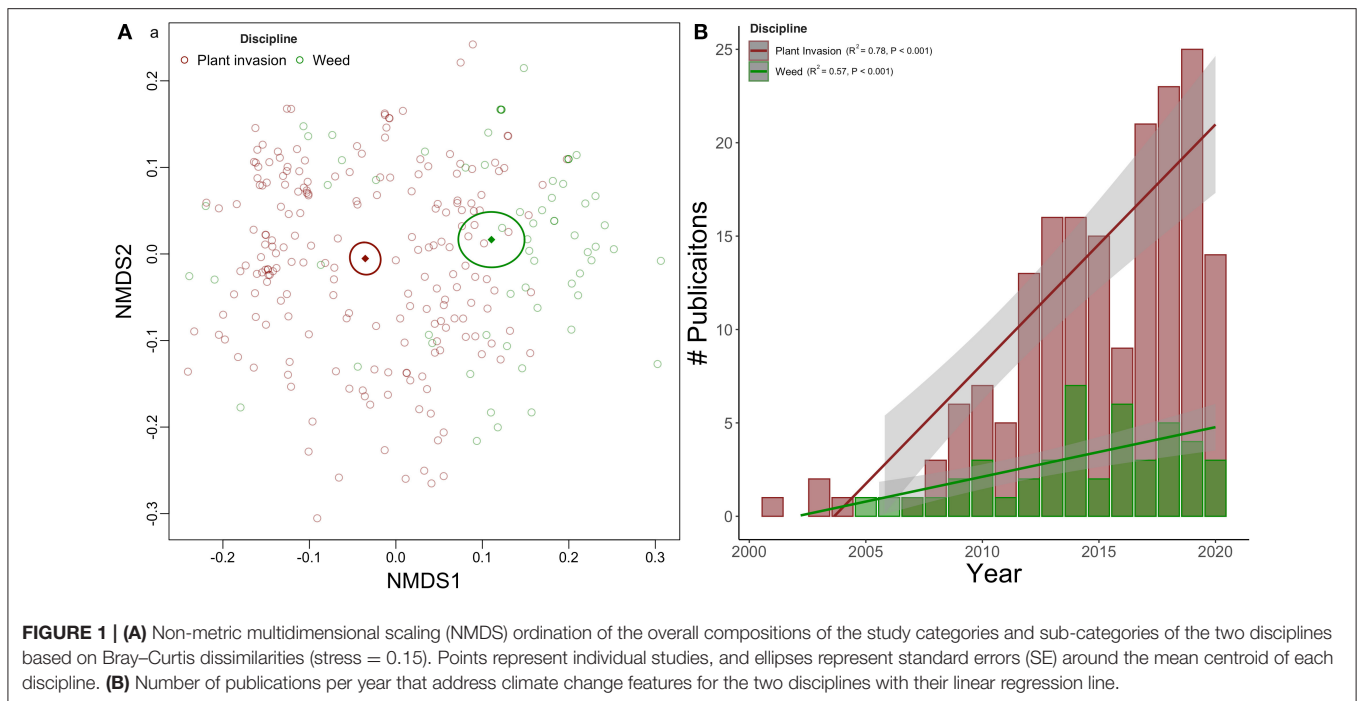 A
a
Discipline
Plant invasion
Weed
0.2
0.1
0.0
-0.1
-0.2
-0.3
NMDS2
-0.2
-0.1
0.0
0.1
0.2
0.3
NMDS1
B
Discipline
Plant Invasion (R² = 0.78, P < 0.001)
Weed (R² = 0.57, P < 0.001)
25
20
15
10
5
0
# Publicaitons
2000
2005
2010
2015
2020
Year
FIGURE 1 | (A) Non-metric multidimensional scaling (NMDS) ordination of the overall compositions of the study categories and sub-categories of the two disciplines
based on Bray–Curtis dissimilarities (stress = 0.15). Points represent individual studies, and ellipses represent standard errors (SE) around the mean centroid of each
discipline. (B) Number of publications per year that address climate change features for the two disciplines with their linear regression line.